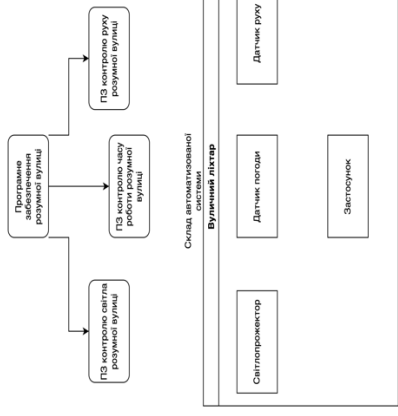 Програмне
забезпечення
розумної вулиці
ПЗ контролю світла
розумної вулиці
ПЗ контролю часу
роботи розумної
вулиці
ПЗ контролю руху
розумної вулиці
Склад автоматизованої
системи
Вуличний ліхтар
Світлопрожектор
Датчик погоди
Датчик руху
Застосунок